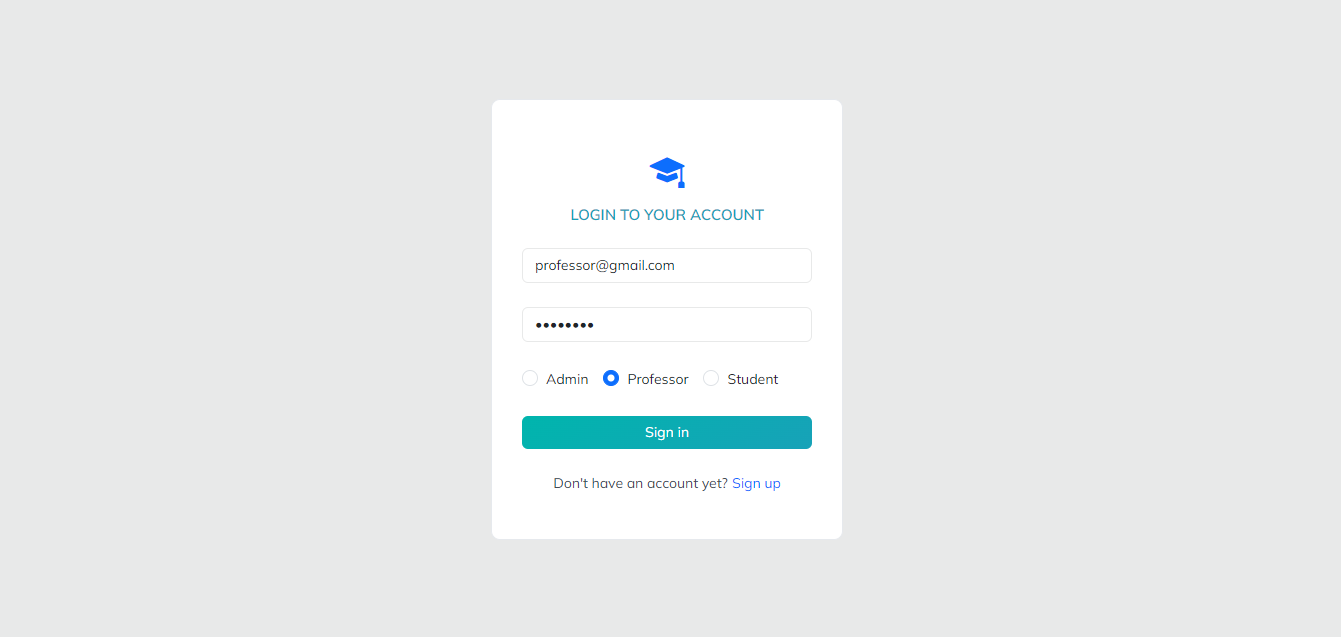 LOGIN TO YOUR ACCOUNT
professor@gmail.com
••••••••
Admin Professor Student
Sign in
Don't have an account yet? Sign up